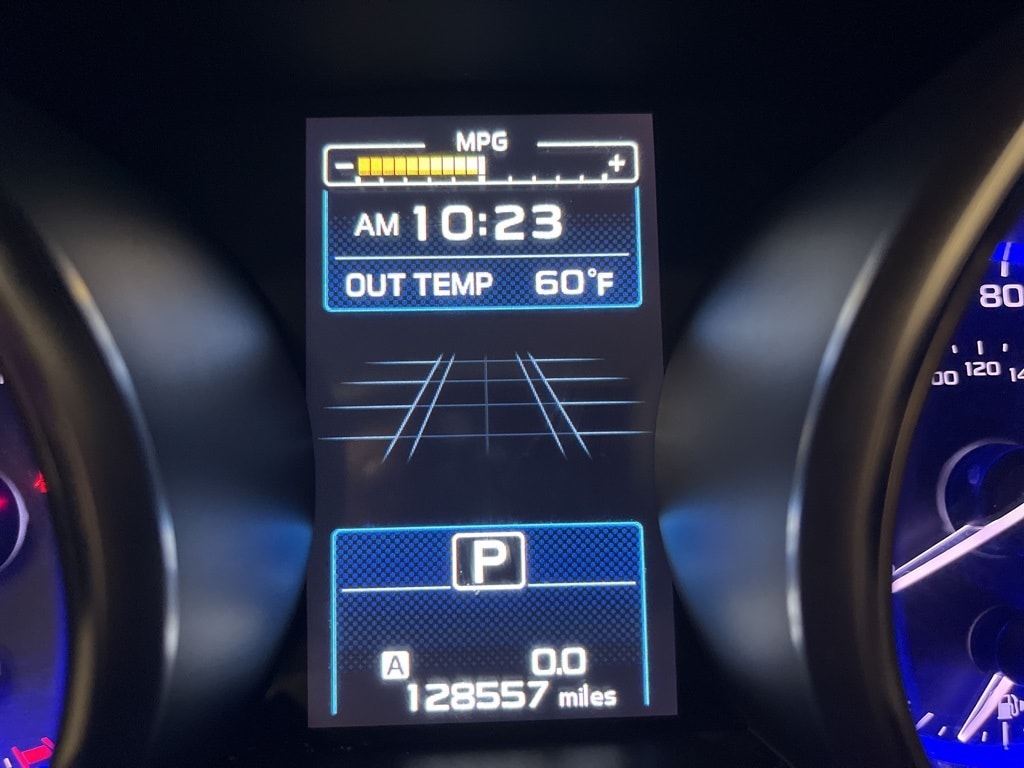 MPG
- +
AM 10:23
OUT TEMP 60°F
80
120
P
A 0.0
128557 miles